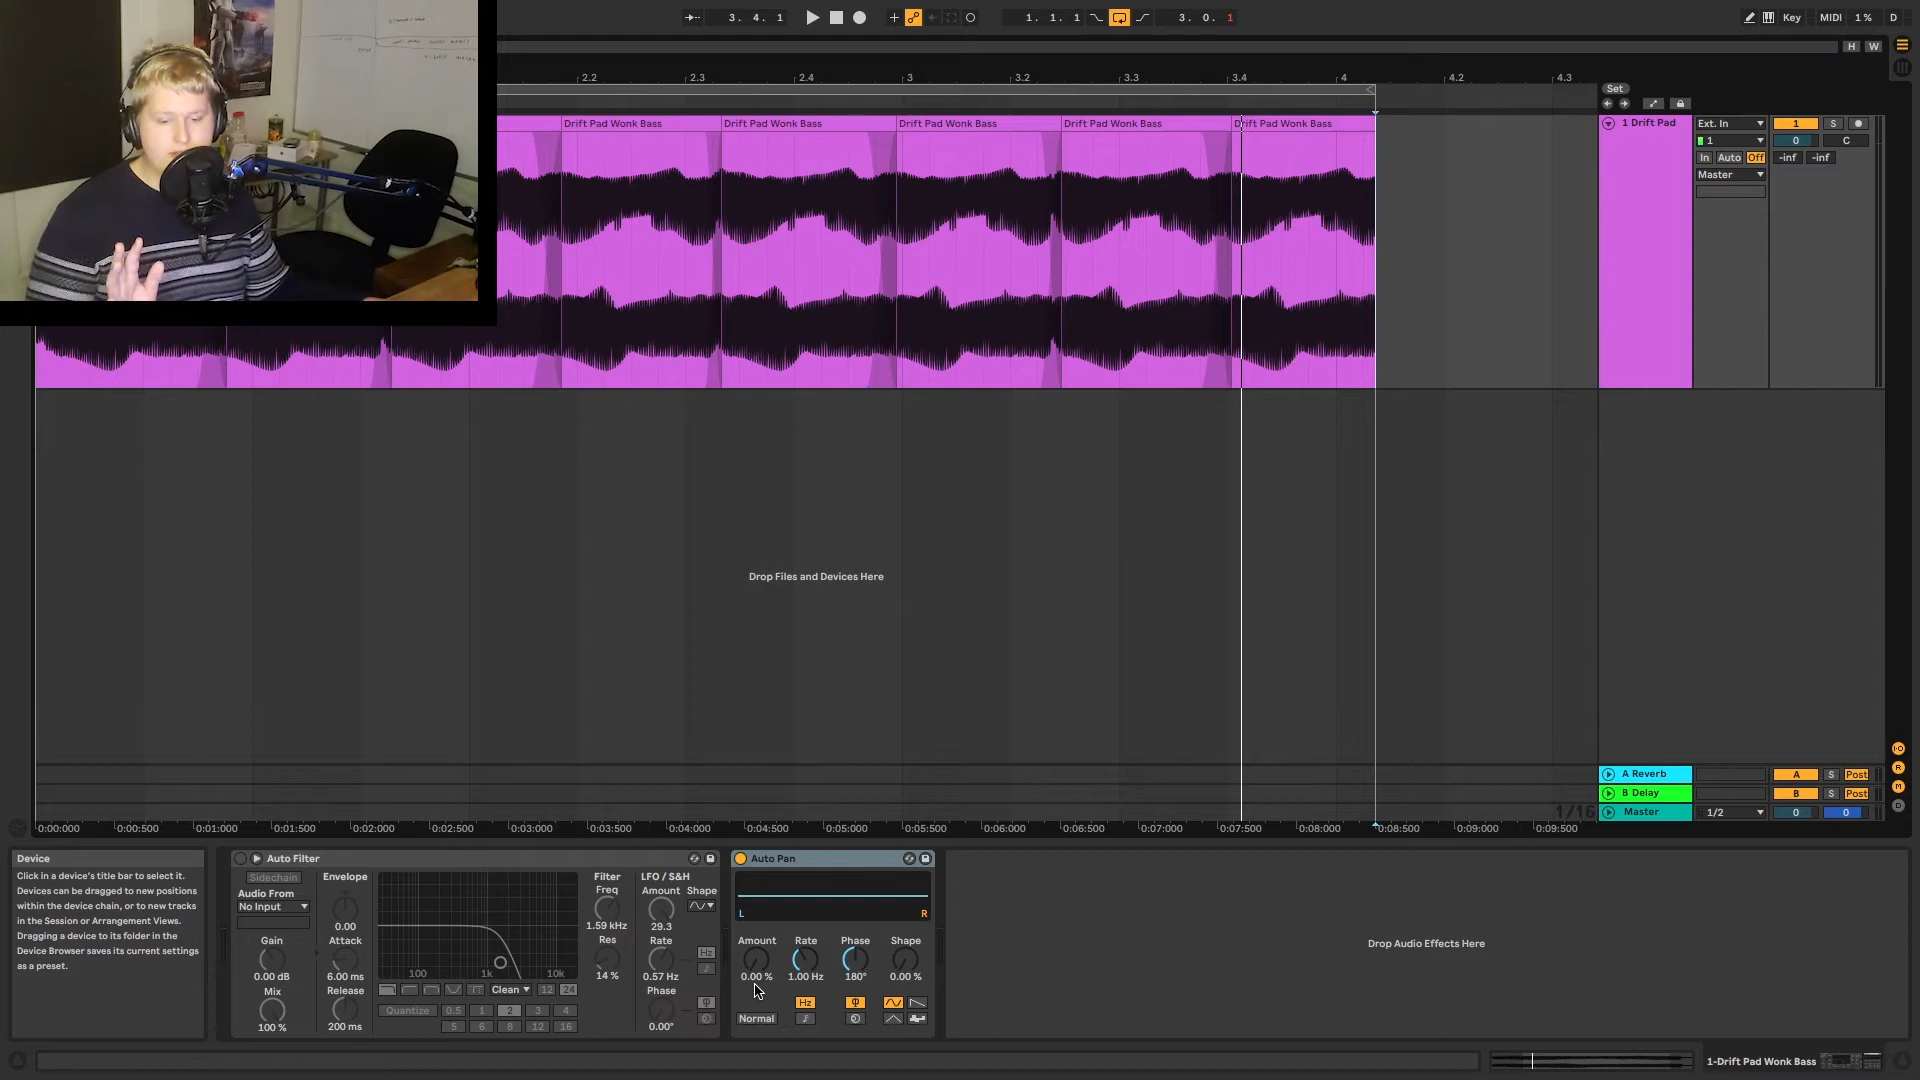 3. 4. 1
1. 1. 1
3. 0. 1
Key
MIDI
1 %
D
H
W
2.2
2.3
2.4
3
3.2
3.3
3.4
4
4.2
4.3
Set
Drift Pad Wonk Bass
Drift Pad Wonk Bass
Drift Pad Wonk Bass
Drift Pad Wonk Bass
Drift Pad Wonk Bass
1 Drift Pad
Ext. In
1
S
1
0
C
In
Auto
Off
-inf
-inf
Master
Drop Files and Devices Here
A Reverb
A
S
Post
B Delay
B
S
Post
1/16
Master
1/2
0
0
0:00:000
0:00:500
0:01:000
0:01:500
0:02:000
0:02:500
0:03:000
0:03:500
0:04:000
0:04:500
0:05:000
0:05:500
0:06:000
0:06:500
0:07:000
0:07:500
0:08:000
0:08:500
0:09:000
0:09:500
IO
R
M
D
Device
Click in a device's title bar to select it.
Devices can be dragged to new positions
within the device chain, or to new tracks
in the Session or Arrangement Views.
Dragging a device to its folder in the
Device Browser saves its current settings
as a preset.
Auto Filter
Sidechain
Audio From
No Input
Gain
0.00 dB
Mix
100 %
Envelope
0.00
Attack
6.00 ms
Release
200 ms
100
1k
10k
Clean
12
24
Quantize
0.5
1
2
3
4
5
6
8
12
16
Filter
Freq
1.59 kHz
Res
14 %
LFO / S&H
Amount
Shape
29.3
Rate
Hz
0.57 Hz
Phase
0.00°
Auto Pan
L
R
Amount
Rate
Phase
Shape
0.00 %
1.00 Hz
180°
0.00 %
Hz
Normal
Drop Audio Effects Here
1-Drift Pad Wonk Bass